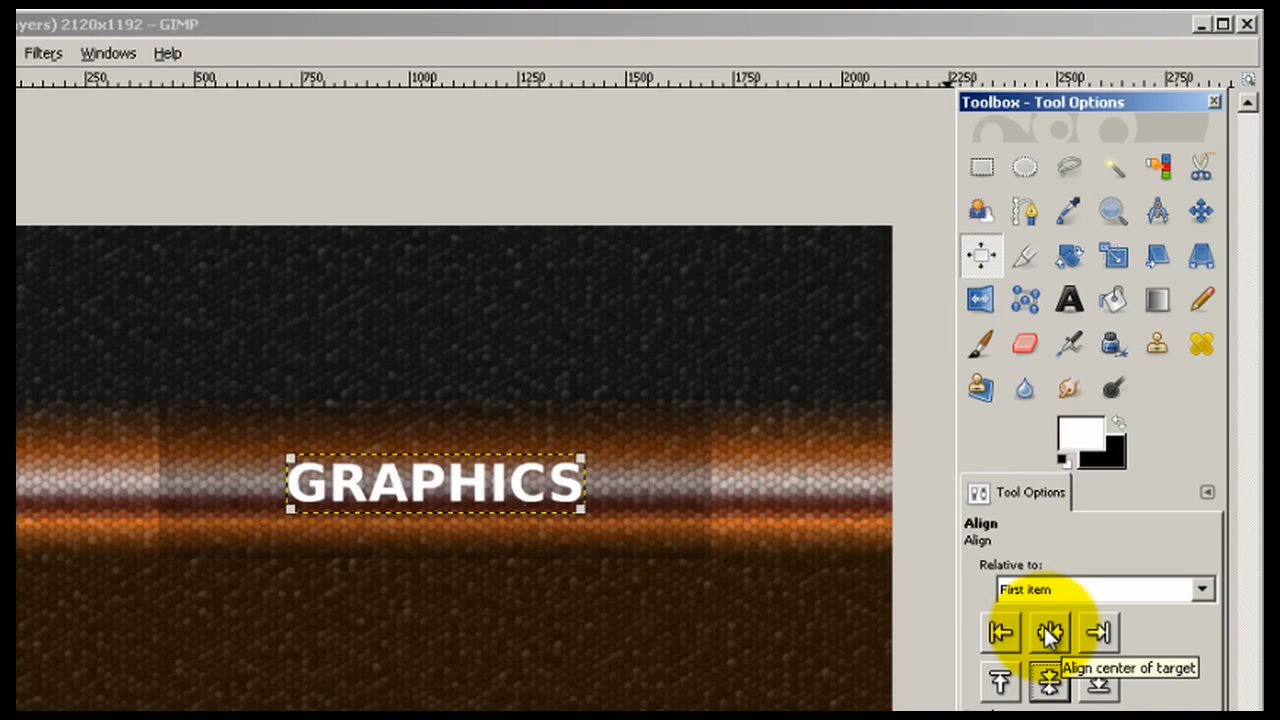 yers) 2120x1192 – GIMP
Filters Windows Help
250 500 750 1000 1250 1500 1750 2000 2250 2500 2750
Toolbox - Tool Options
GRAPHICS
Tool Options
Align
Align
Relative to:
First item
Align center of target